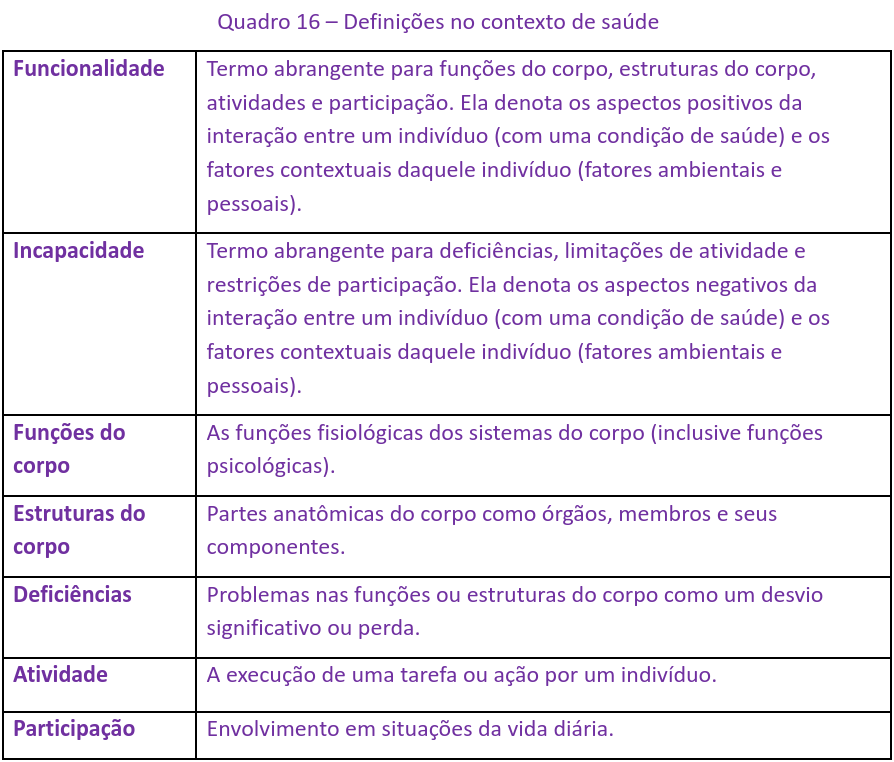 Quadro 16 – Definições no contexto de saúde
Funcionalidade
Termo abrangente para funções do corpo, estruturas do corpo,
atividades e participação. Ela denota os aspectos positivos da
interação entre um indivíduo (com uma condição de saúde) e os
fatores contextuais daquele indivíduo (fatores ambientais e
pessoais).
Incapacidade
Termo abrangente para deficiências, limitações de atividade e
restrições de participação. Ela denota os aspectos negativos da
interação entre um indivíduo (com uma condição de saúde) e os
fatores contextuais daquele indivíduo (fatores ambientais e
pessoais).
Funções do
corpo
As funções fisiológicas dos sistemas do corpo (inclusive funções
psicológicas).
Estruturas do
corpo
Partes anatômicas do corpo como órgãos, membros e seus
componentes.
Deficiências
Problemas nas funções ou estruturas do corpo como um desvio
significativo ou perda.
Atividade
A execução de uma tarefa ou ação por um indivíduo.
Participação
Envolvimento em situações da vida diária.